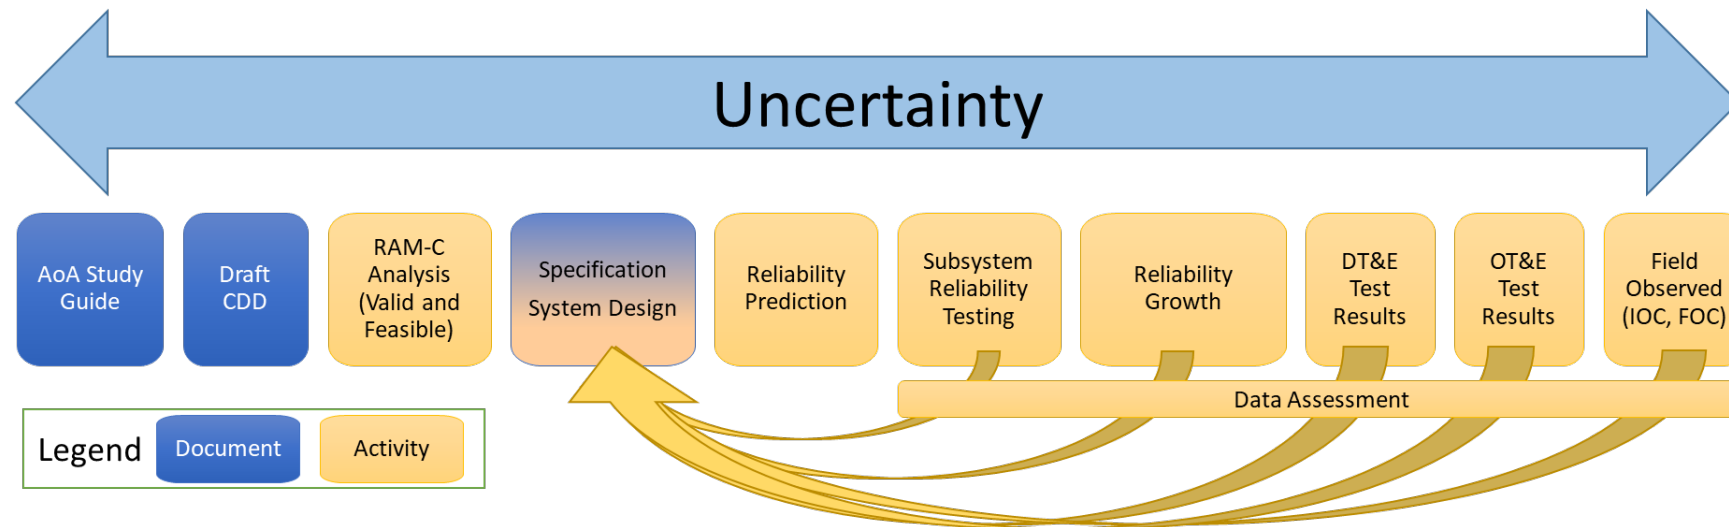 Uncertainty
AoA Study
Guide
Draft
CDD
RAM-C
Analysis
(Valid and
Feasible)
Specification
System Design
Reliability
Prediction
Subsystem
Reliability
Testing
Reliability
Growth
DT&E
Test
Results
OT&E
Test
Results
Field
Observed
(IOC, FOC)
Data Assessment
Legend
Document
Activity